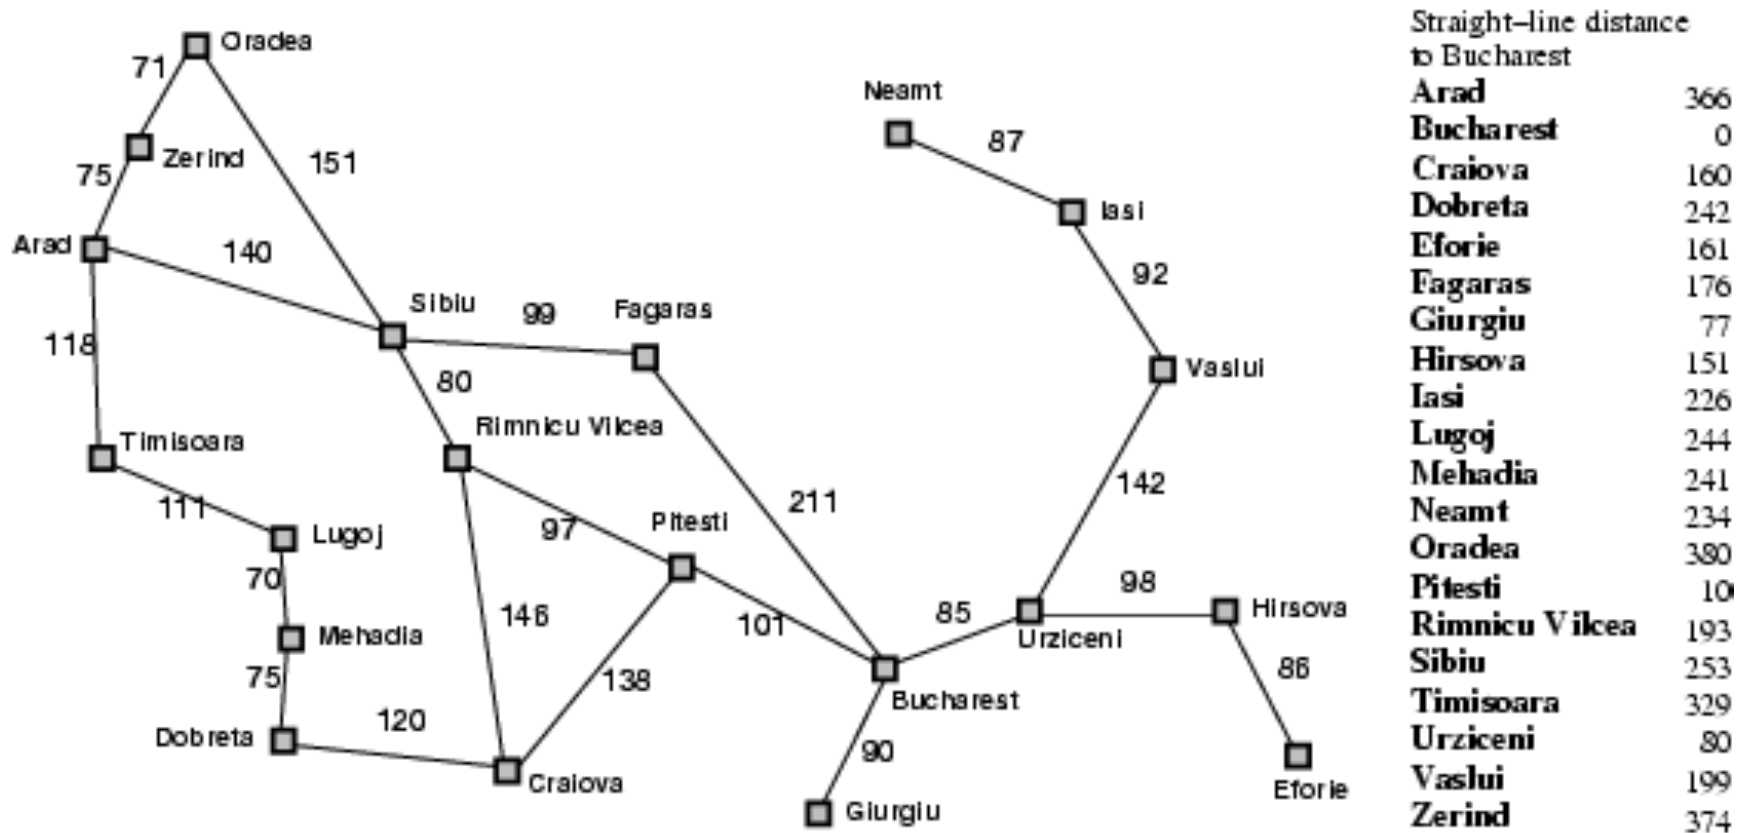 Oradea
71
Neamt
87
Zerind
151
75
Iasi
Arad
140
92
Sibiu
99
Fagaras
118
80
Vaslui
Timisoara
Rimnicu Vilcea
142
111
211
Lugoj
97
Pitesti
70
98
146
101
85
Hirsova
Mehadia
Urziceni
75
138
86
Bucharest
120
Dobreta
90
Craiova
Eforie
Giurgiu
Straight-line distance
to Bucharest
Arad 366
Bucharest 0
Craiova 160
Dobreta 242
Eforie 161
Fagaras 176
Giurgiu 77
Hirsova 151
Iasi 226
Lugoj 244
Mehadia 241
Neamt 234
Oradea 380
Pitesti 10
Rimnicu Vilcea 193
Sibiu 253
Timisoara 329
Urziceni 80
Vaslui 199
Zerind 374